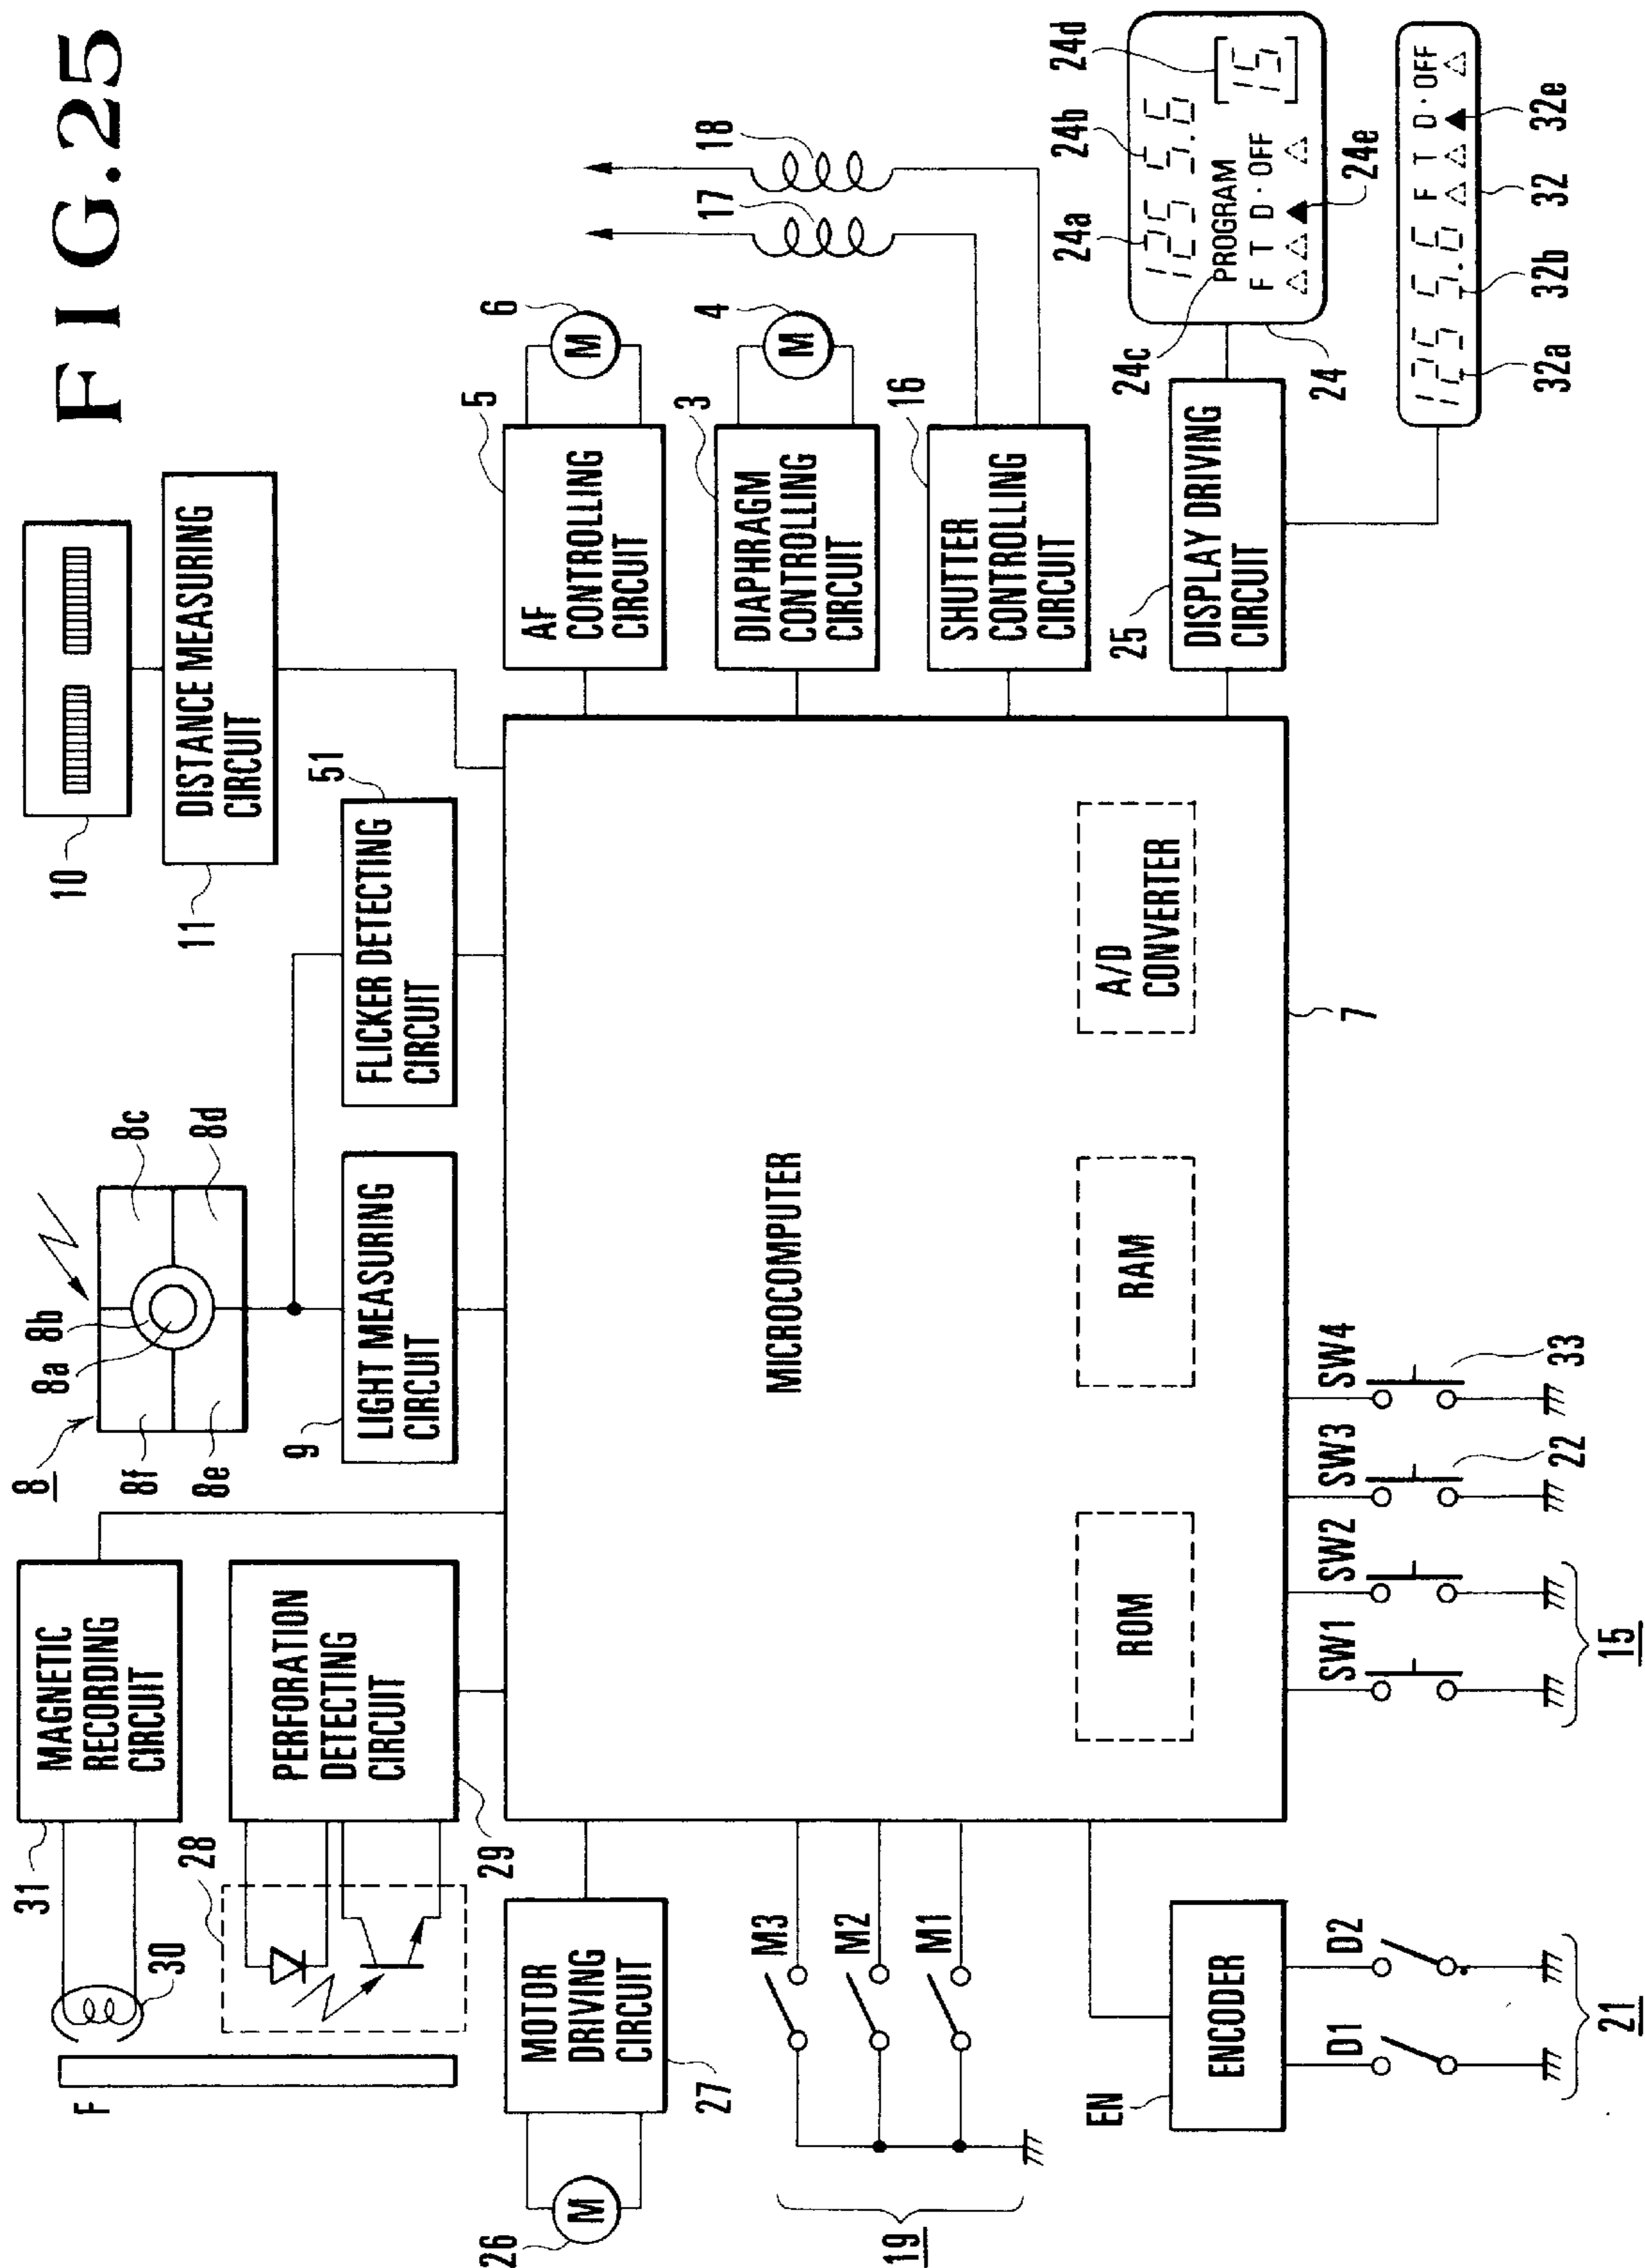 FIG.25
10
DISTANCE MEASURING
CIRCUIT
11
8
8a
8b
8c
8d
8e
8f
LIGHT MEASURING
CIRCUIT
9
FLICKER DETECTING
CIRCUIT
51
MAGNETIC
RECORDING
CIRCUIT
31
30
F
PERFORATION
DETECTING
CIRCUIT
28
29
MOTOR
DRIVING
CIRCUIT
27
M
26
M3
M2
M1
19
ENCODER
EN
D1
D2
21
MICROCOMPUTER
ROM
RAM
A/D
CONVERTER
7
SW1
SW2
SW3
SW4
15
22
33
AF
CONTROLLING
CIRCUIT
5
M
6
DIAPHRAGM
CONTROLLING
CIRCUIT
3
M
4
SHUTTER
CONTROLLING
CIRCUIT
16
17
18
DISPLAY DRIVING
CIRCUIT
25
24a
24b
125 5.6
24c
PROGRAM
F T D · OFF
[15]
24d
24
24e
125 5.6 F T D · OFF
32a
32b
32
32e